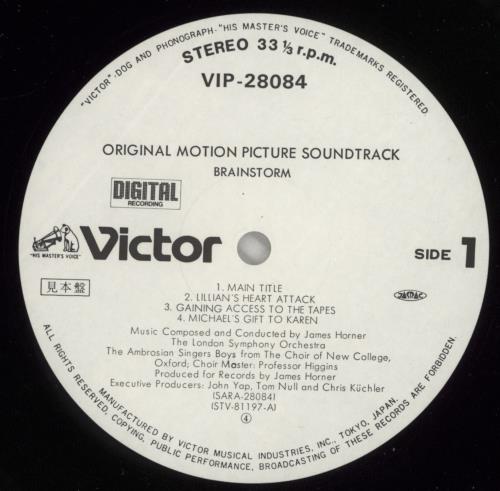 "VICTOR"-DOG AND PHONOGRAPH-"HIS MASTER'S VOICE" TRADEMARKS REGISTERED
STEREO 33 ⅓ r.p.m.
VIP-28084
ORIGINAL MOTION PICTURE SOUNDTRACK
BRAINSTORM
DIGITAL
RECORDING
"HIS MASTER'S VOICE"
Victor
SIDE 1
見本盤
1. MAIN TITLE
2. LILLIAN'S HEART ATTACK
3. GAINING ACCESS TO THE TAPES
4. MICHAEL'S GIFT TO KAREN
Music Composed and Conducted by James Horner
The London Symphony Orchestra
The Ambrosian Singers Boys from The Choir of New College,
Oxford; Choir Master: Professor Higgins
Produced for Records by James Horner
Executive Producers: John Yap, Tom Null and Chris Küchler
(SARA-28084)
(STV-81197-A)
④
MANUFACTURED BY VICTOR MUSICAL INDUSTRIES, INC., TOKYO, JAPAN.
ALL RIGHTS RESERVED, COPYING, PUBLIC PERFORMANCE, BROADCASTING OF THESE RECORDS ARE FORBIDDEN.